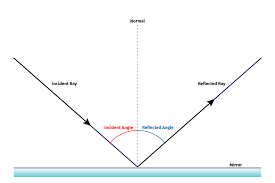 Normal
Incident Ray
Reflected Ray
Incident Angle
Reflected Angle
Mirror